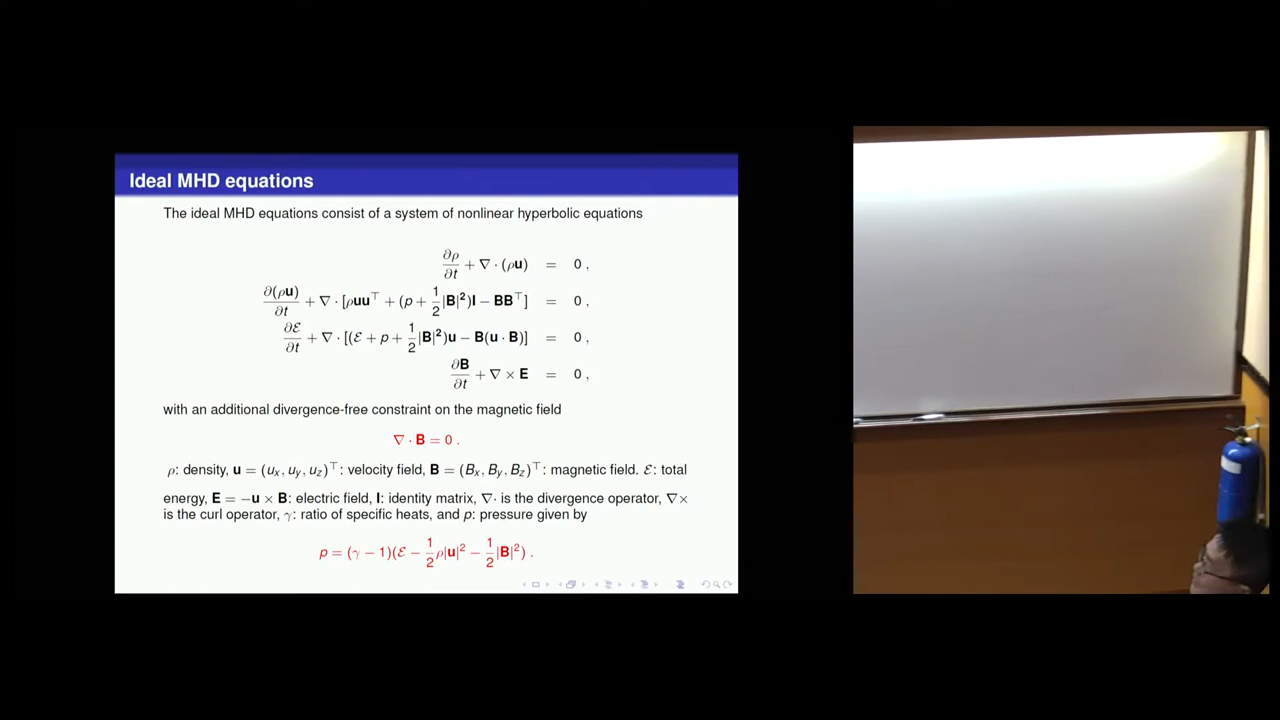 Ideal MHD equations
The ideal MHD equations consist of a system of nonlinear hyperbolic equations
∂ρ/∂t + ∇ · (ρu) = 0 ,
∂(ρu)/∂t + ∇ · [ρuu⊤ + (p + 1/2|B|²)I − BB⊤] = 0 ,
∂ℰ/∂t + ∇ · [(ℰ + p + 1/2|B|²)u − B(u · B)] = 0 ,
∂B/∂t + ∇ × E = 0 ,
with an additional divergence-free constraint on the magnetic field
∇ · B = 0 .
ρ: density, u = (uₓ, u_y, u_z)⊤: velocity field, B = (Bₓ, B_y, B_z)⊤: magnetic field. ℰ: total
energy, E = −u × B: electric field, I: identity matrix, ∇· is the divergence operator, ∇×
is the curl operator, γ: ratio of specific heats, and p: pressure given by
p = (γ − 1)(ℰ − 1/2ρ|u|² − 1/2|B|²) .